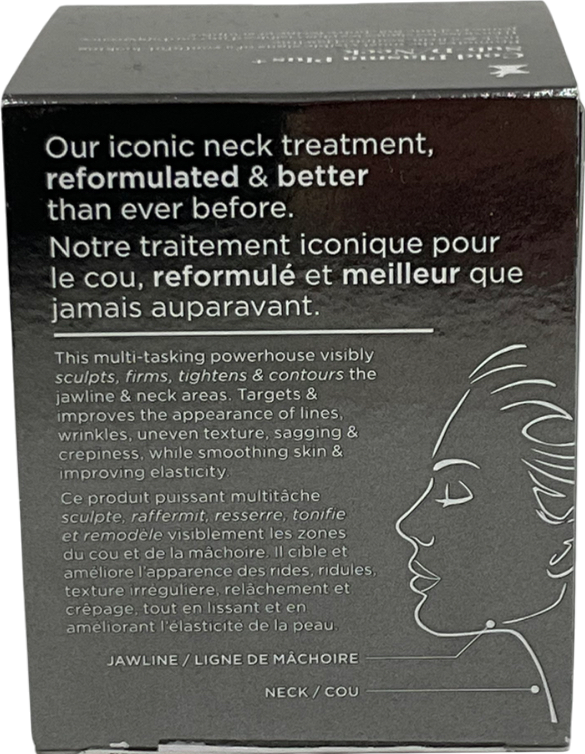 Cold Plasma Plus+
Sub-D/Neck
Our iconic neck treatment,
reformulated & better
than ever before.
Notre traitement iconique pour
le cou, reformulé et meilleur que
jamais auparavant.
This multi-tasking powerhouse visibly
sculpts, firms, tightens & contours the
jawline & neck areas. Targets &
improves the appearance of lines,
wrinkles, uneven texture, sagging &
crepiness, while smoothing skin &
improving elasticity.
Ce produit puissant multitâche
sculpte, raffermit, resserre, tonifie
et remodèle visiblement les zones
du cou et de la mâchoire. Il cible et
améliore l'apparence des rides, ridules,
texture irrégulière, relâchement et
crêpage, tout en lissant et en
améliorant l'élasticité de la peau.
JAWLINE / LIGNE DE MÂCHOIRE
NECK / COU